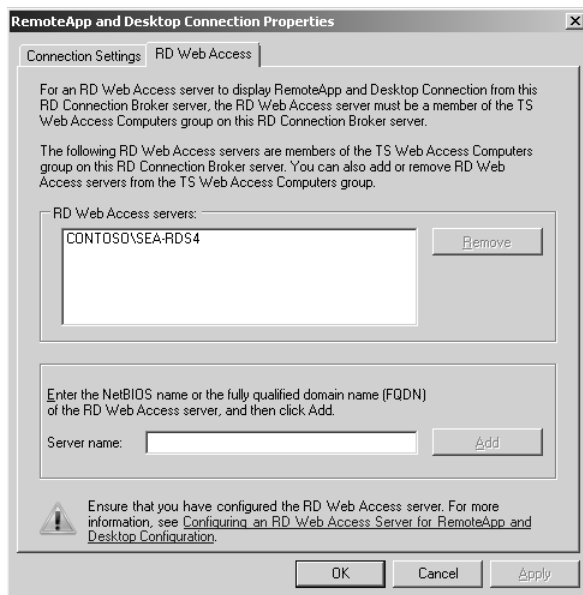 RemoteApp and Desktop Connection Properties X
Connection Settings RD Web Access
For an RD Web Access server to display RemoteApp and Desktop Connection from this
RD Connection Broker server, the RD Web Access server must be a member of the TS
Web Access Computers group on this RD Connection Broker server.
The following RD Web Access servers are members of the TS Web Access Computers
group on this RD Connection Broker server. You can also add or remove RD Web
Access servers from the TS Web Access Computers group.
RD Web Access servers:
CONTOSO\SEA-RDS4
Remove
Enter the NetBIOS name or the fully qualified domain name (FQDN)
of the RD Web Access server, and then click Add.
Server name:
Add
Ensure that you have configured the RD Web Access server. For more
information, see Configuring an RD Web Access Server for RemoteApp and
Desktop Configuration.
OK Cancel Apply